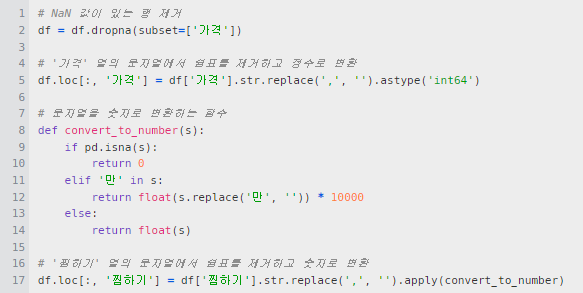 1 # NaN 값이 있는 행 제거
2 df = df.dropna(subset=['가격'])
3
4 # '가격' 열의 문자열에서 쉼표를 제거하고 정수로 변환
5 df.loc[:, '가격'] = df['가격'].str.replace(',', '').astype('int64')
6
7 # 문자열을 숫자로 변환하는 함수
8 def convert_to_number(s):
9     if pd.isna(s):
10         return 0
11     elif '만' in s:
12         return float(s.replace('만', '')) * 10000
13     else:
14         return float(s)
15
16 # '찜하기' 열의 문자열에서 쉼표를 제거하고 숫자로 변환
17 df.loc[:, '찜하기'] = df['찜하기'].str.replace(',', '').apply(convert_to_number)